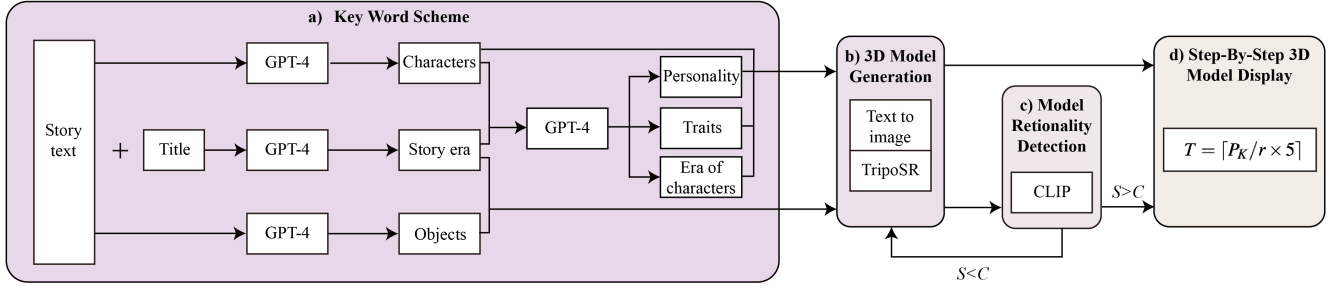 a) Key Word Scheme
Story
text
+
Title
GPT-4
GPT-4
GPT-4
Characters
Story era
Objects
GPT-4
Personality
Traits
Era of
characters
b) 3D Model
Generation
Text to
image
TripoSR
c) Model
Retionality
Detection
CLIP
S>C
S<C
d) Step-By-Step 3D
Model Display
T = ⌈P_K/r × 5⌉